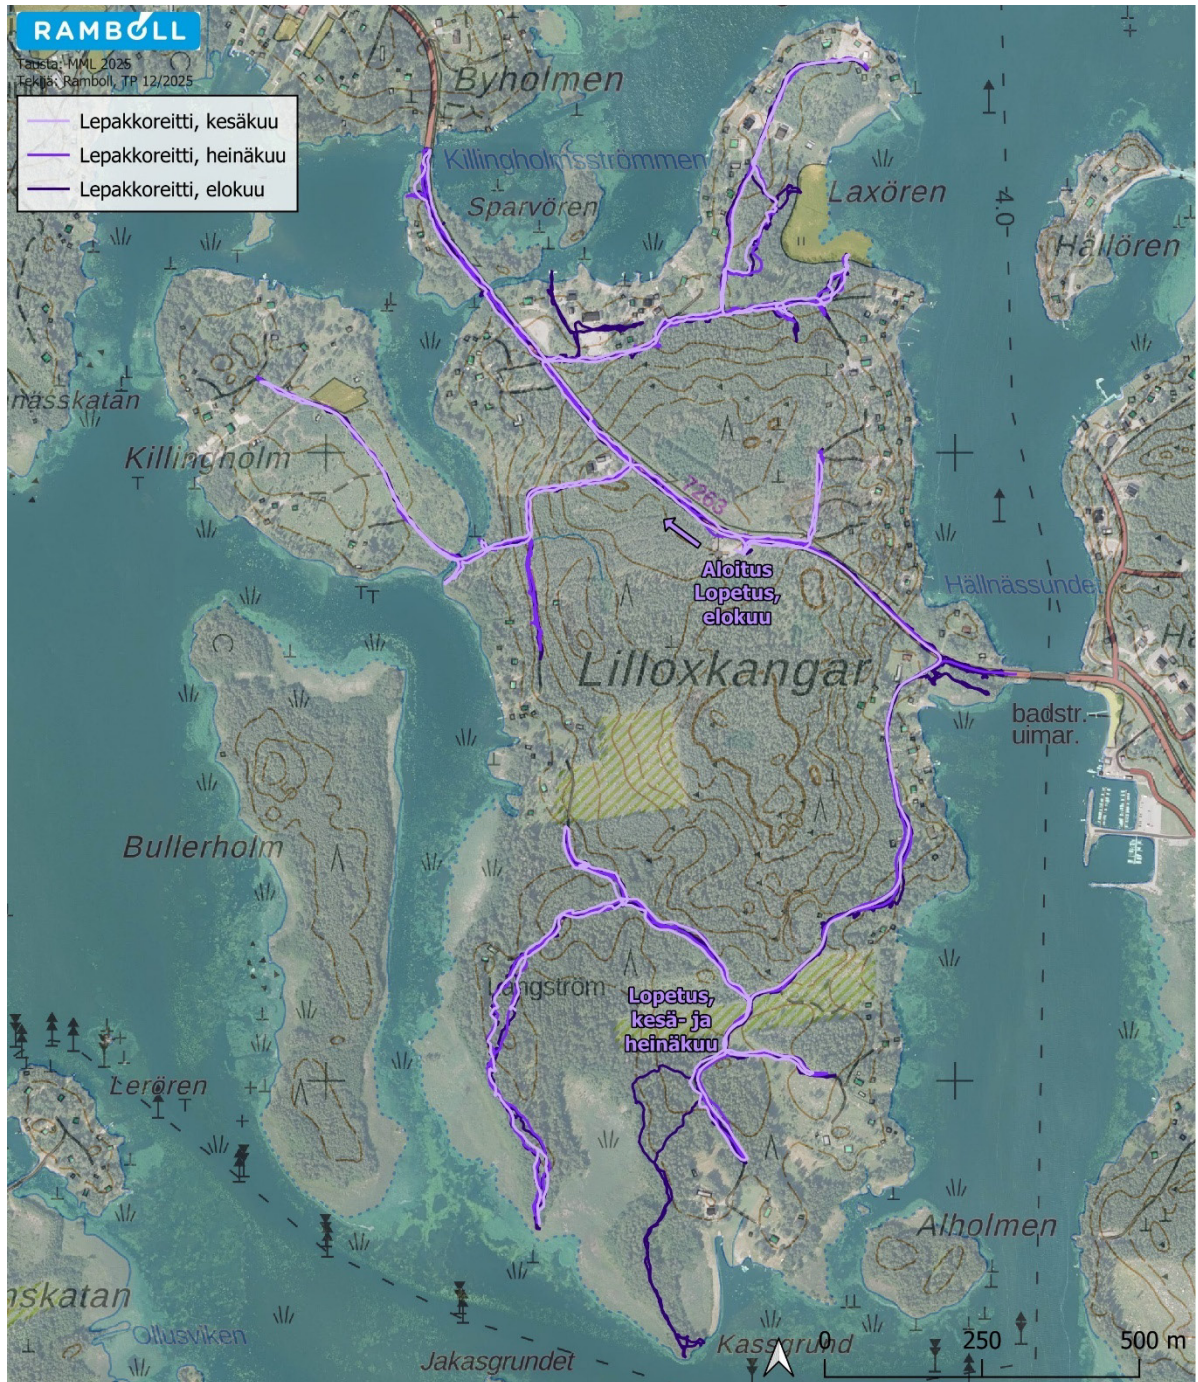 RAMBOLL
Tausta: MML 2025
Tekijä: Ramboll, TP 12/2025
Lepakkoreitti, kesäkuu
Lepakkoreitti, heinäkuu
Lepakkoreitti, elokuu
Byholmen
Killingholmsströmmen
Sparvören
Laxören
4.0
Hällören
nässkatan
Killingholm
7263
Aloitus
Lopetus,
elokuu
Hällnässundet
Lilloxkangar
badstr.
uimar.
Bullerholm
Långström
Lopetus,
kesä- ja
heinäkuu
Lerören
Alholmen
nskatan
Ollusviken
Jakasgrundet
Kassgrund
0 250 500 m